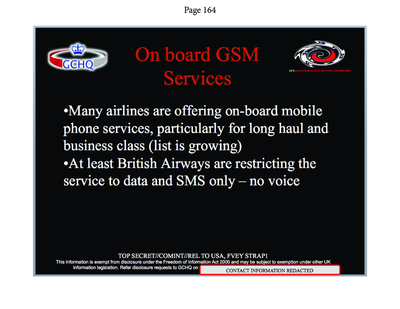 Page 164
GCHQ
On board GSM
Services
•Many airlines are offering on-board mobile
phone services, particularly for long haul and
business class (list is growing)
•At least British Airways are restricting the
service to data and SMS only – no voice
TOP SECRET//COMINT//REL TO USA, FVEY STRAP1
This information is exempt from disclosure under the Freedom of Information Act 2000 and may be subject to exemption under other UK
information legislation. Refer disclosure requests to GCHQ on
CONTACT INFORMATION REDACTED